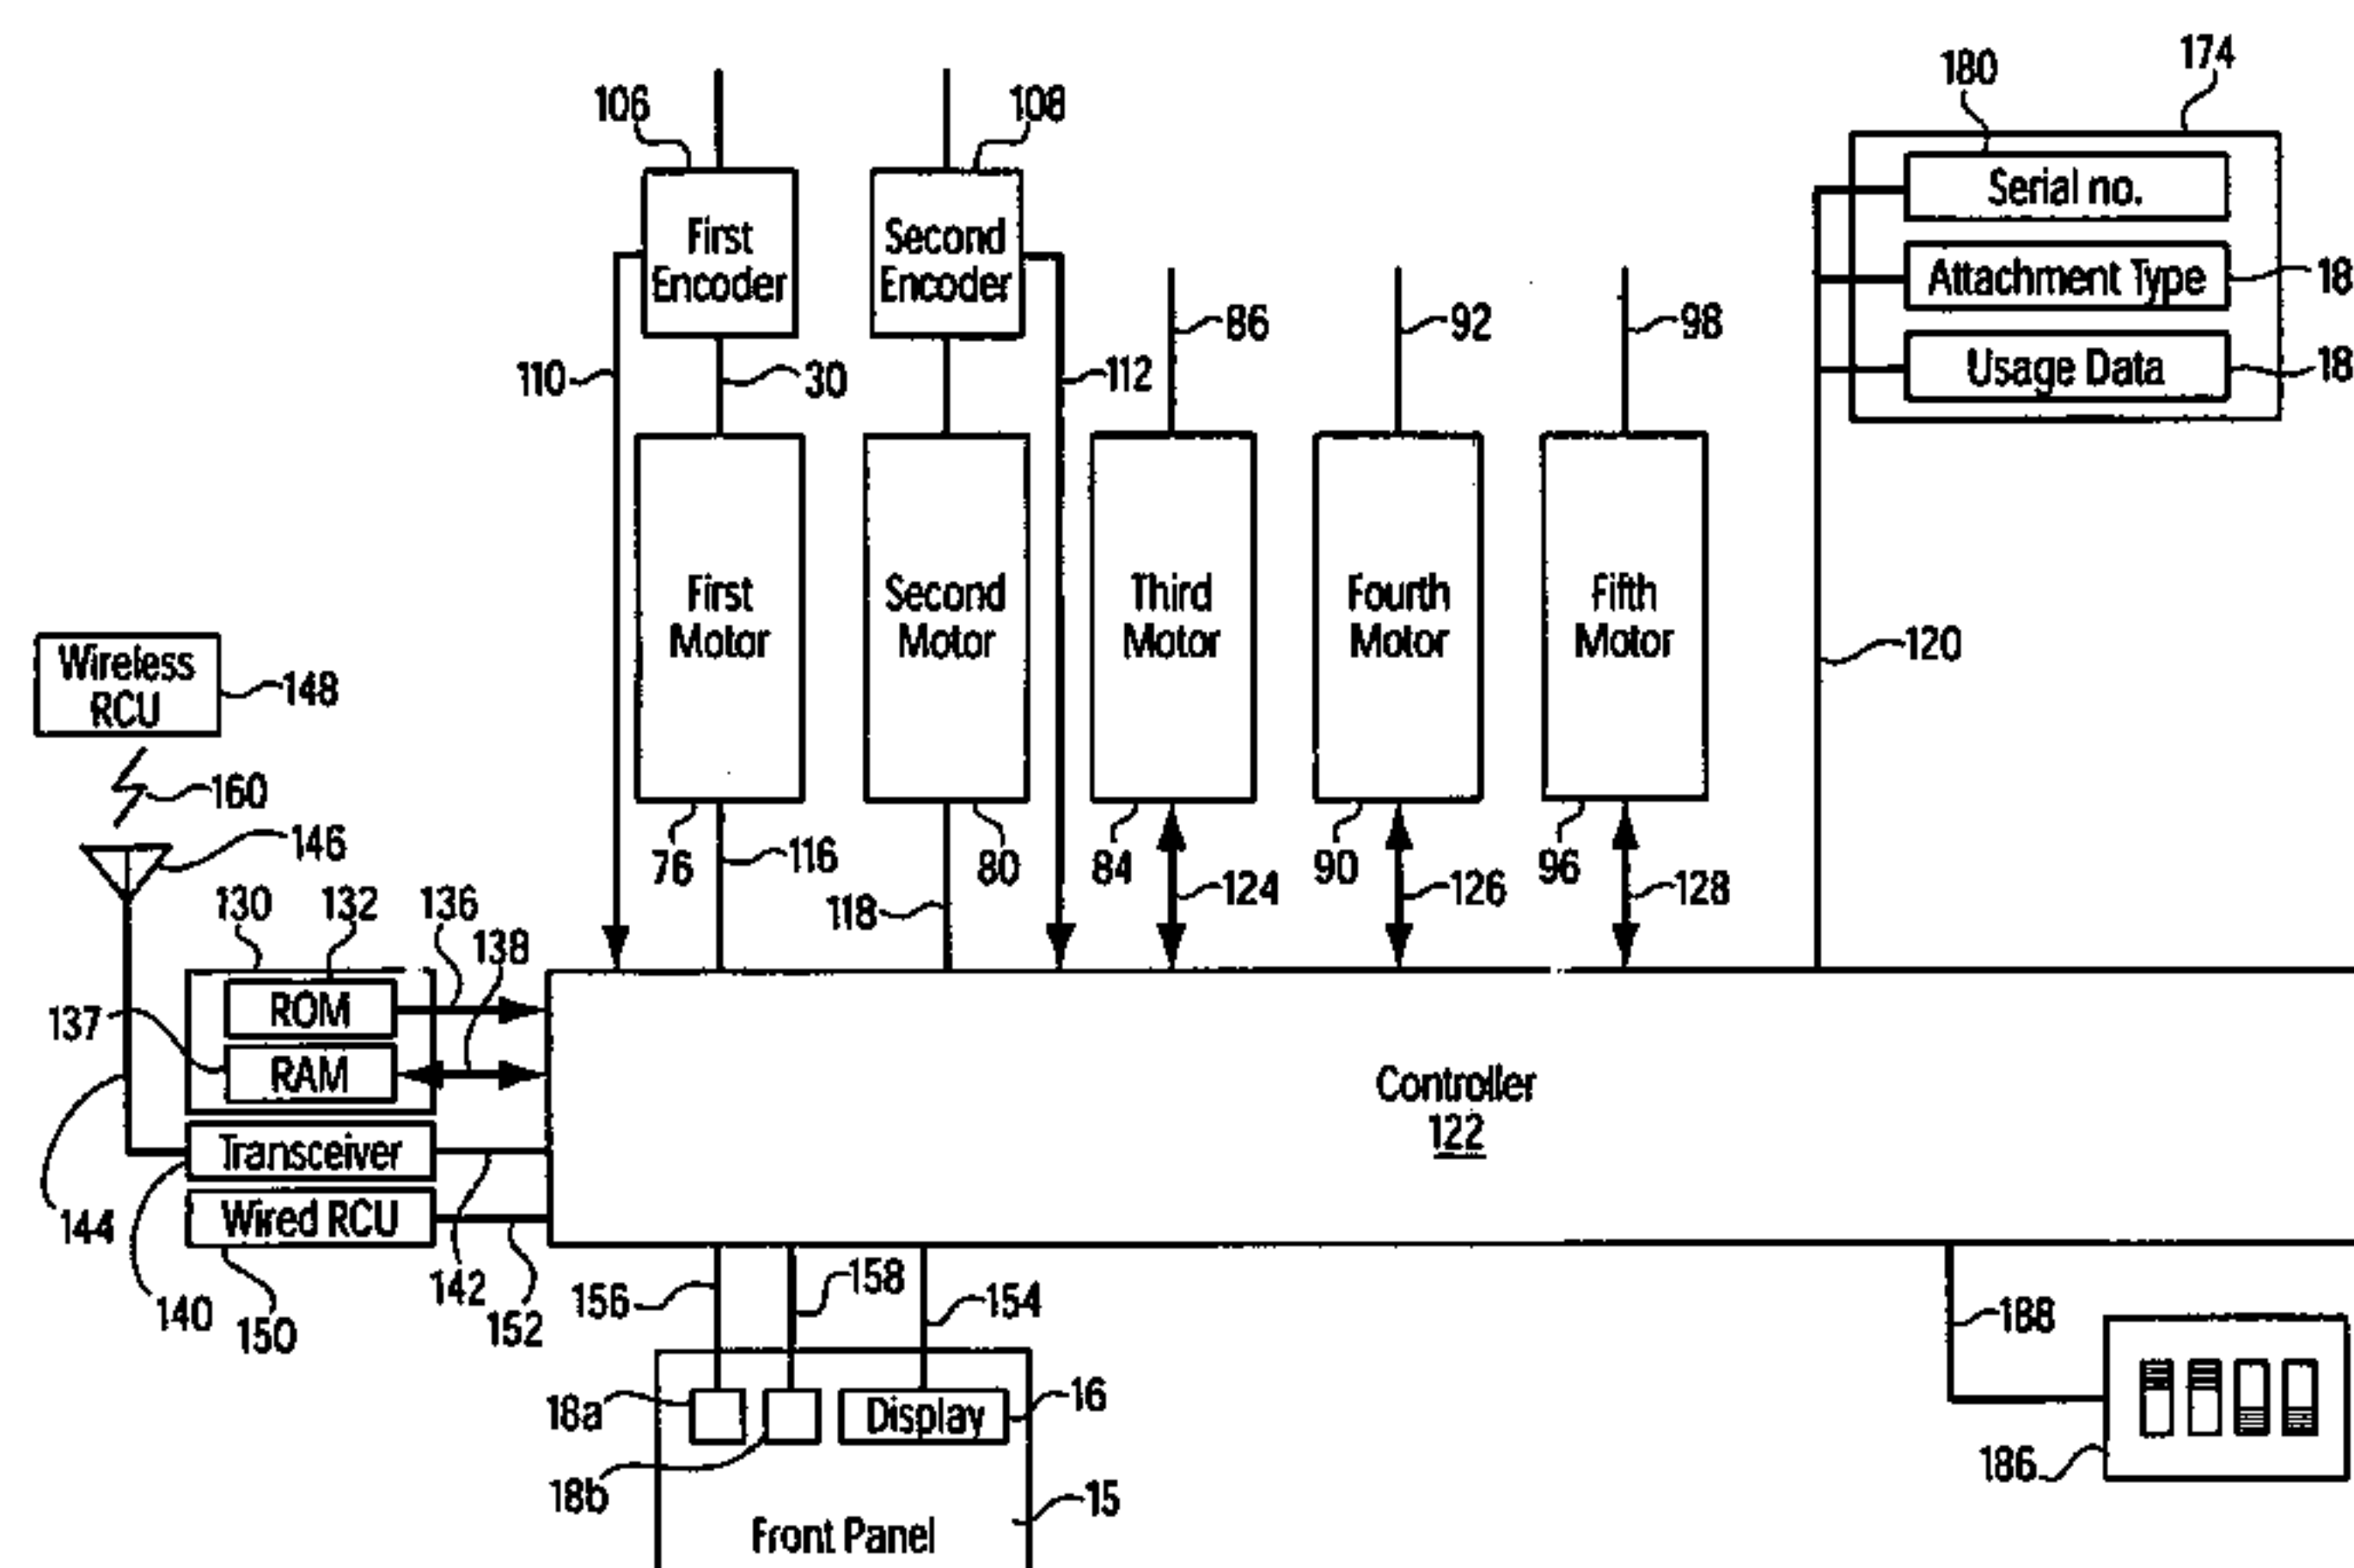 180
174
106
108
Serial no.
First
Encoder
Second
Encoder
Attachment Type
18
86
92
98
110
30
112
Usage Data
18
First
Motor
Second
Motor
Third
Motor
Fourth
Motor
Fifth
Motor
120
Wireless
RCU
148
160
146
76
116
80
84
124
90
126
96
128
118
130
132
136
138
ROM
137
RAM
Controller
122
Transceiver
Wired RCU
144
140
150
142
152
156
158
154
188
18a
Display
16
186
18b
15
Front Panel